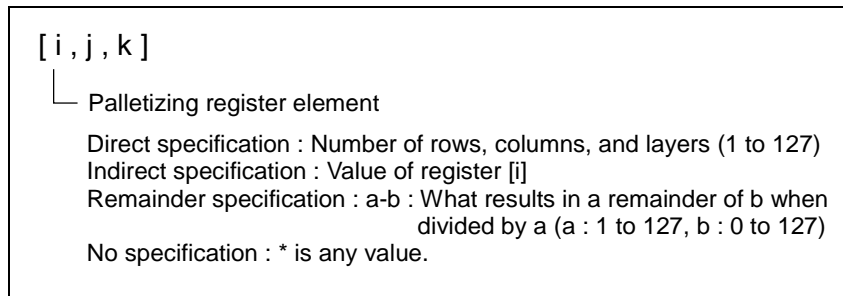 [ i , j , k ]
Palletizing register element
Direct specification : Number of rows, columns, and layers (1 to 127)
Indirect specification : Value of register [i]
Remainder specification : a-b : What results in a remainder of b when
divided by a (a : 1 to 127, b : 0 to 127)
No specification : * is any value.